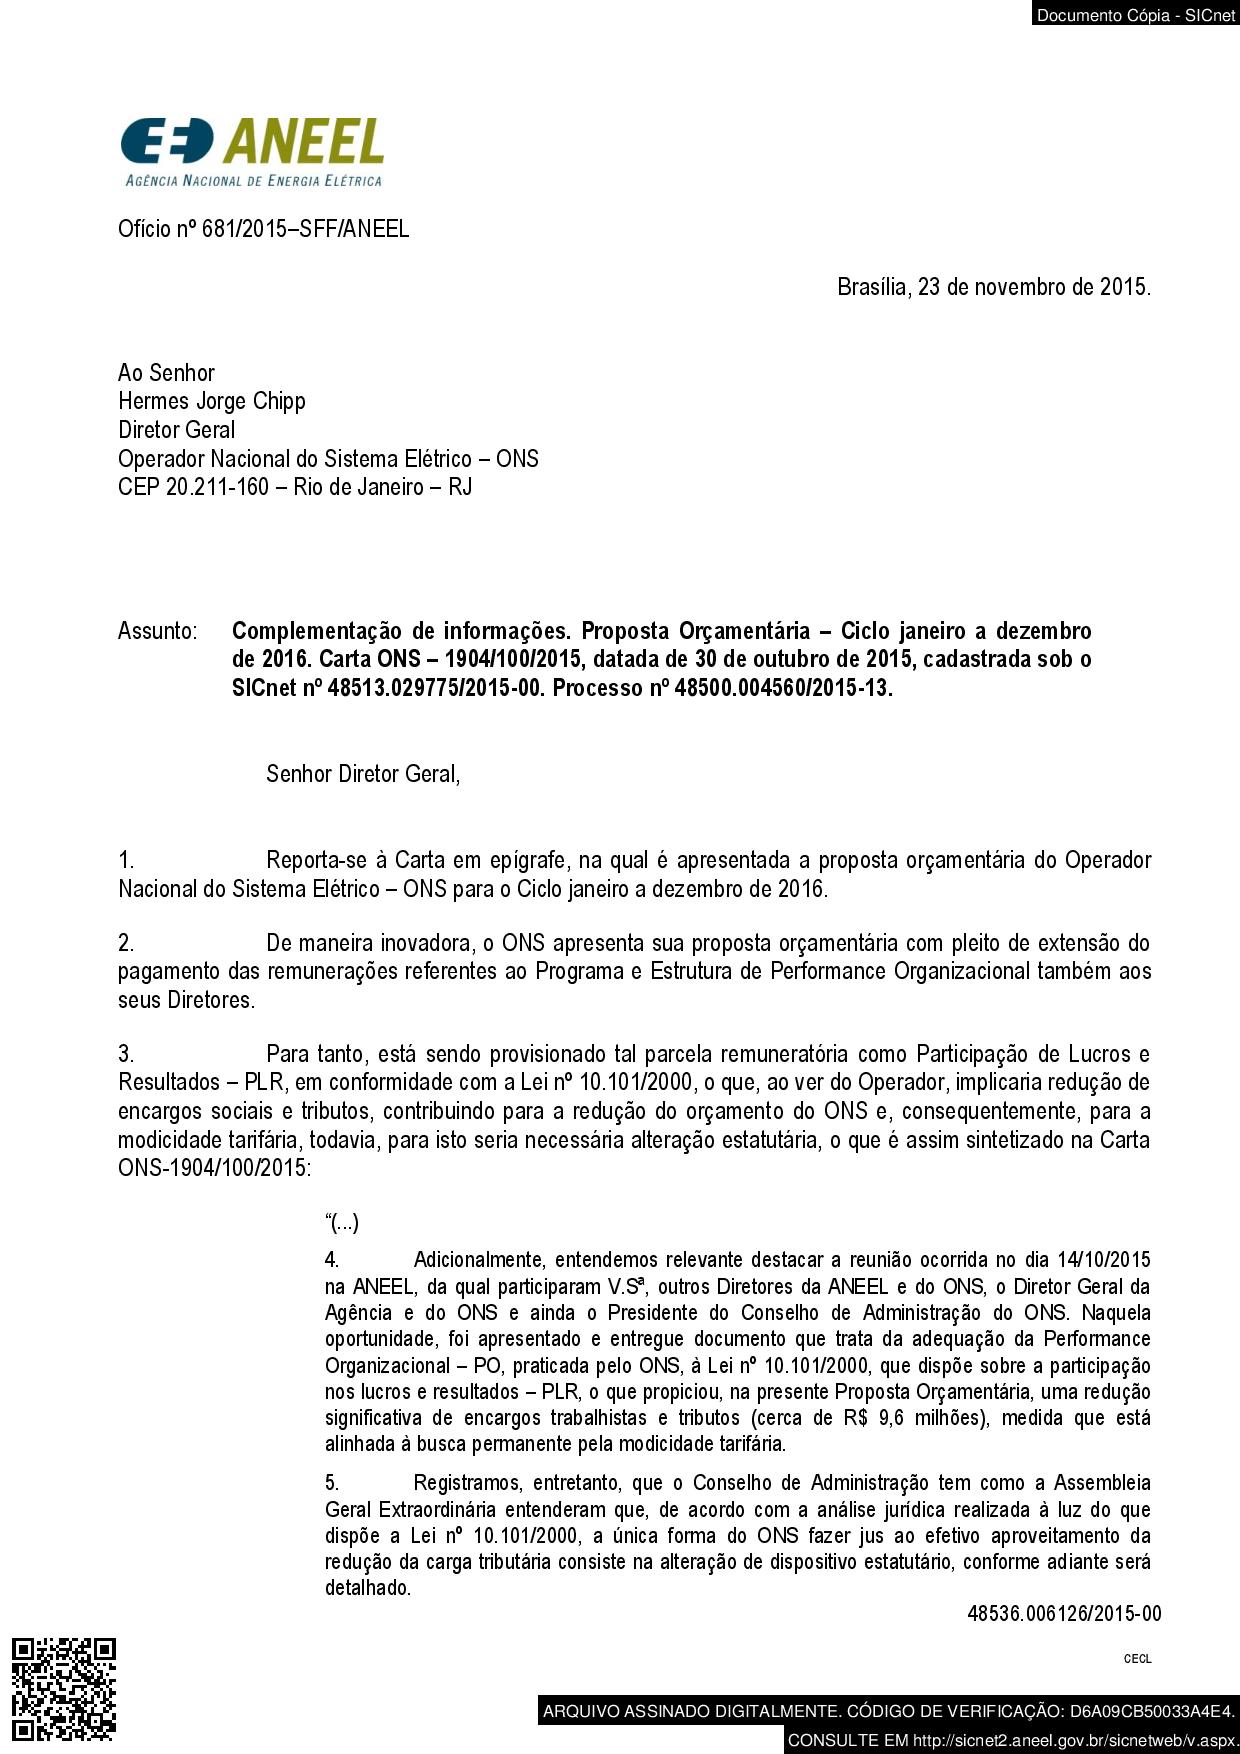 Documento Cópia - SICnet
ANEEL
AGÊNCIA NACIONAL DE ENERGIA ELÉTRICA
Ofício nº 681/2015–SFF/ANEEL
Brasília, 23 de novembro de 2015.
Ao Senhor
Hermes Jorge Chipp
Diretor Geral
Operador Nacional do Sistema Elétrico – ONS
CEP 20.211-160 – Rio de Janeiro – RJ
Assunto: Complementação de informações. Proposta Orçamentária – Ciclo janeiro a dezembro
de 2016. Carta ONS – 1904/100/2015, datada de 30 de outubro de 2015, cadastrada sob o
SICnet nº 48513.029775/2015-00. Processo nº 48500.004560/2015-13.
Senhor Diretor Geral,
1. Reporta-se à Carta em epígrafe, na qual é apresentada a proposta orçamentária do Operador
Nacional do Sistema Elétrico – ONS para o Ciclo janeiro a dezembro de 2016.
2. De maneira inovadora, o ONS apresenta sua proposta orçamentária com pleito de extensão do
pagamento das remunerações referentes ao Programa e Estrutura de Performance Organizacional também aos
seus Diretores.
3. Para tanto, está sendo provisionado tal parcela remuneratória como Participação de Lucros e
Resultados – PLR, em conformidade com a Lei nº 10.101/2000, o que, ao ver do Operador, implicaria redução de
encargos sociais e tributos, contribuindo para a redução do orçamento do ONS e, consequentemente, para a
modicidade tarifária, todavia, para isto seria necessária alteração estatutária, o que é assim sintetizado na Carta
ONS-1904/100/2015:
“(...)
4. Adicionalmente, entendemos relevante destacar a reunião ocorrida no dia 14/10/2015
na ANEEL, da qual participaram V.Sª, outros Diretores da ANEEL e do ONS, o Diretor Geral da
Agência e do ONS e ainda o Presidente do Conselho de Administração do ONS. Naquela
oportunidade, foi apresentado e entregue documento que trata da adequação da Performance
Organizacional – PO, praticada pelo ONS, à Lei nº 10.101/2000, que dispõe sobre a participação
nos lucros e resultados – PLR, o que propiciou, na presente Proposta Orçamentária, uma redução
significativa de encargos trabalhistas e tributos (cerca de R$ 9,6 milhões), medida que está
alinhada à busca permanente pela modicidade tarifária.
5. Registramos, entretanto, que o Conselho de Administração tem como a Assembleia
Geral Extraordinária entenderam que, de acordo com a análise jurídica realizada à luz do que
dispõe a Lei nº 10.101/2000, a única forma do ONS fazer jus ao efetivo aproveitamento da
redução da carga tributária consiste na alteração de dispositivo estatutário, conforme adiante será
detalhado.
48536.006126/2015-00
CECL
ARQUIVO ASSINADO DIGITALMENTE. CÓDIGO DE VERIFICAÇÃO: D6A09CB50033A4E4.
CONSULTE EM http://sicnet2.aneel.gov.br/sicnetweb/v.aspx.